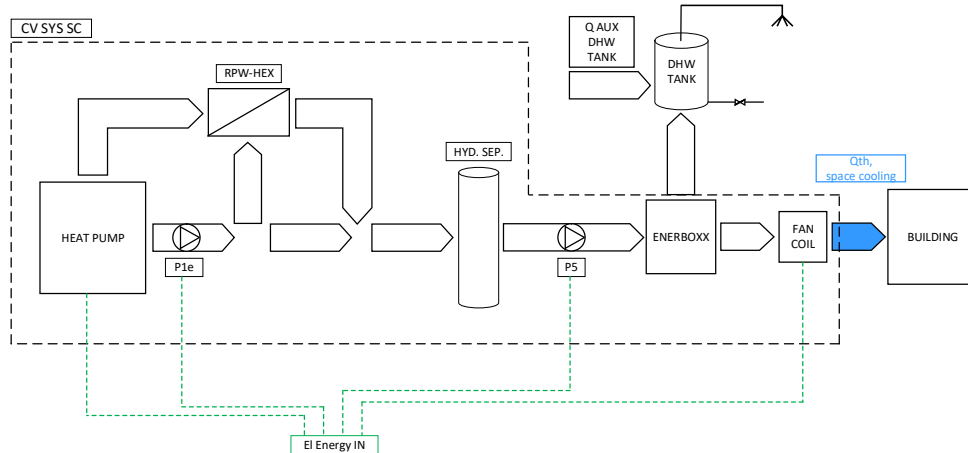 CV SYS SC
Q AUX
DHW
TANK
DHW
TANK
RPW-HEX
HYD. SEP.
Qth,
space cooling
HEAT PUMP
P1e
P5
ENERBOXX
FAN
COIL
BUILDING
El Energy IN